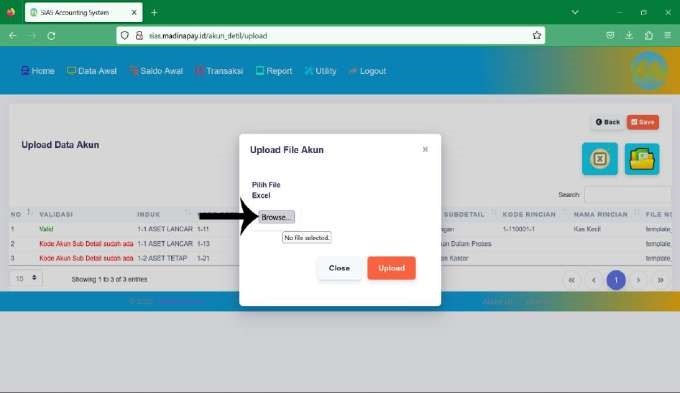 SiAS Accounting System
sias.madinapay.id/akun_detil/upload
Home
Data Awal
Saldo Awal
Transaksi
Report
Utility
Logout
Back
Save
Upload Data Akun
Search:
NO
VALIDASI
INDUK
SUBDETAIL
KODE RINCIAN
NAMA RINCIAN
FILE NO
1
Valid
1-1 ASET LANCAR
1-11
1-110001-1
Kas Kecil
template_
2
Kode Akun Sub Detail sudah ada
1-1 ASET LANCAR
1-13
Dalam Proses
template_
3
Kode Akun Sub Detail sudah ada
1-2 ASET TETAP
1-21
Kantor
template_
15
Showing 1 to 3 of 3 entries
1
Upload File Akun
×
Pilih File
Excel
Browse...
No file selected.
Close
Upload